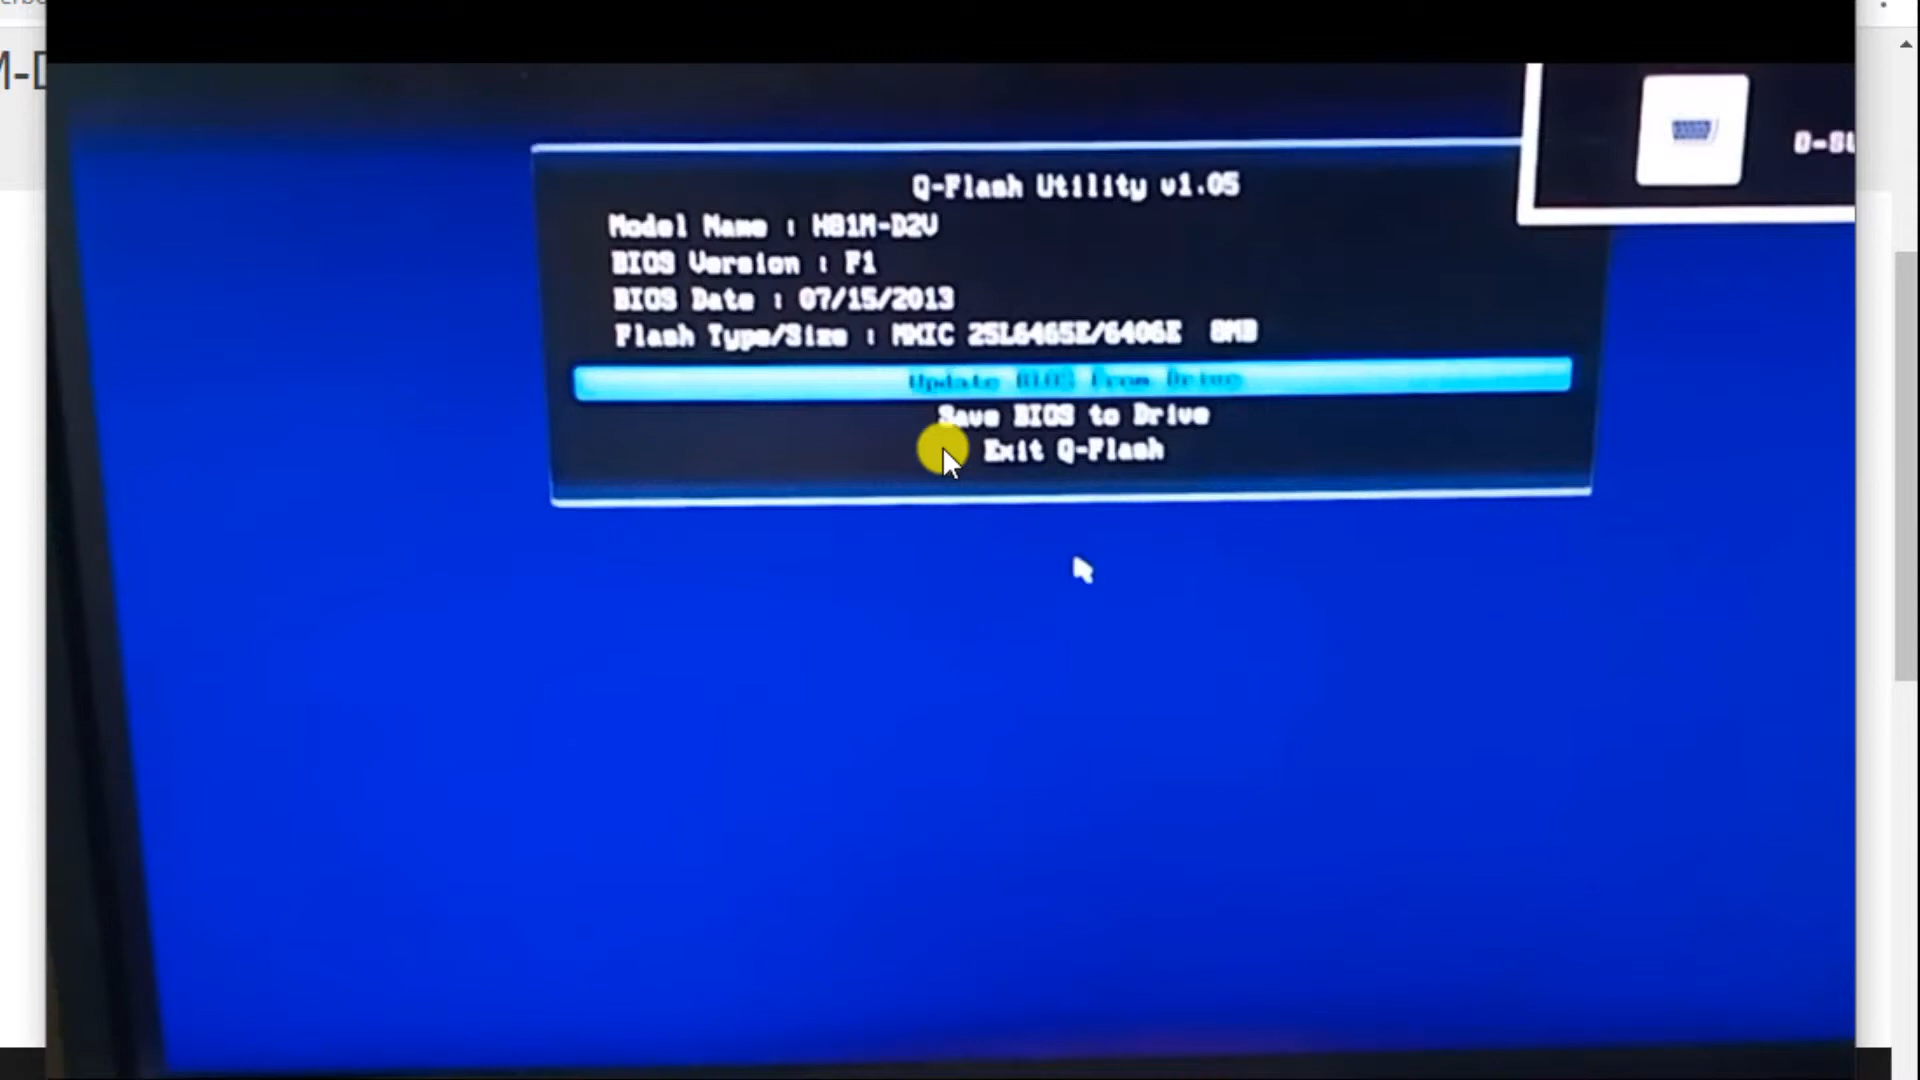 M-D
Q-Flash Utility v1.05
Model Name : H81M-D2V
BIOS Version : F1
BIOS Date : 07/15/2013
Flash Type/Size : MXIC 25L6465E/6406E 8MB
Update BIOS From Drive
Save BIOS to Drive
Exit Q-Flash